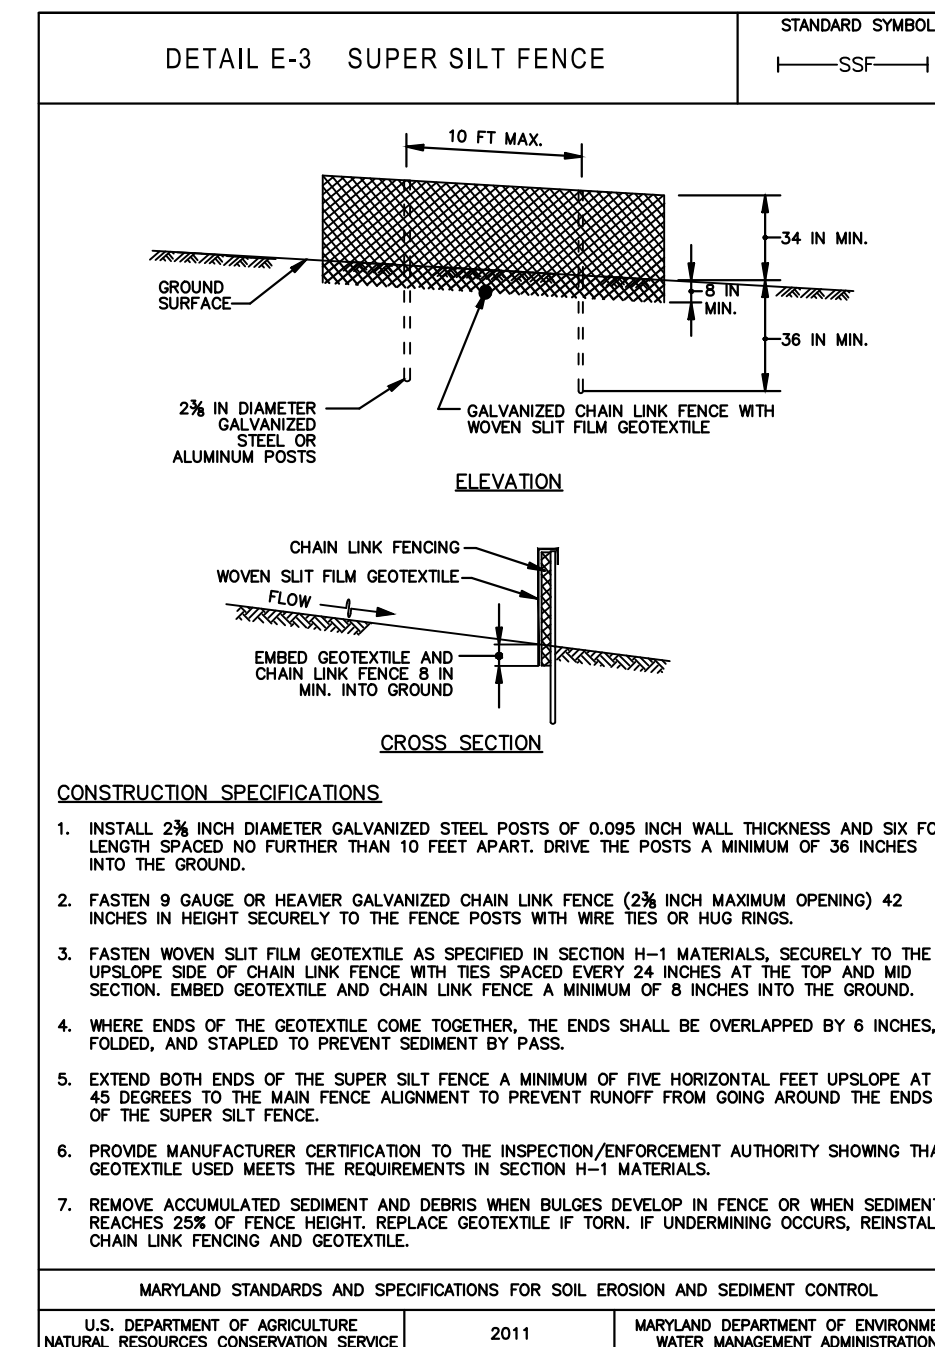 DETAIL E-3 SUPER SILT FENCE
STANDARD SYMBOL
SSF
10 FT MAX.
34 IN MIN.
GROUND
SURFACE
8 IN
MIN.
36 IN MIN.
2⅜ IN DIAMETER
GALVANIZED
STEEL OR
ALUMINUM POSTS
GALVANIZED CHAIN LINK FENCE WITH
WOVEN SLIT FILM GEOTEXTILE
ELEVATION
CHAIN LINK FENCING
WOVEN SLIT FILM GEOTEXTILE
FLOW
EMBED GEOTEXTILE AND
CHAIN LINK FENCE 8 IN
MIN. INTO GROUND
CROSS SECTION
CONSTRUCTION SPECIFICATIONS
1. INSTALL 2⅜ INCH DIAMETER GALVANIZED STEEL POSTS OF 0.095 INCH WALL THICKNESS AND SIX FO
LENGTH SPACED NO FURTHER THAN 10 FEET APART. DRIVE THE POSTS A MINIMUM OF 36 INCHES
INTO THE GROUND.
2. FASTEN 9 GAUGE OR HEAVIER GALVANIZED CHAIN LINK FENCE (2⅜ INCH MAXIMUM OPENING) 42
INCHES IN HEIGHT SECURELY TO THE FENCE POSTS WITH WIRE TIES OR HUG RINGS.
3. FASTEN WOVEN SLIT FILM GEOTEXTILE AS SPECIFIED IN SECTION H-1 MATERIALS, SECURELY TO THE
UPSLOPE SIDE OF CHAIN LINK FENCE WITH TIES SPACED EVERY 24 INCHES AT THE TOP AND MID
SECTION. EMBED GEOTEXTILE AND CHAIN LINK FENCE A MINIMUM OF 8 INCHES INTO THE GROUND.
4. WHERE ENDS OF THE GEOTEXTILE COME TOGETHER, THE ENDS SHALL BE OVERLAPPED BY 6 INCHES,
FOLDED, AND STAPLED TO PREVENT SEDIMENT BY PASS.
5. EXTEND BOTH ENDS OF THE SUPER SILT FENCE A MINIMUM OF FIVE HORIZONTAL FEET UPSLOPE AT
45 DEGREES TO THE MAIN FENCE ALIGNMENT TO PREVENT RUNOFF FROM GOING AROUND THE ENDS
OF THE SUPER SILT FENCE.
6. PROVIDE MANUFACTURER CERTIFICATION TO THE INSPECTION/ENFORCEMENT AUTHORITY SHOWING THA
GEOTEXTILE USED MEETS THE REQUIREMENTS IN SECTION H-1 MATERIALS.
7. REMOVE ACCUMULATED SEDIMENT AND DEBRIS WHEN BULGES DEVELOP IN FENCE OR WHEN SEDIMENT
REACHES 25% OF FENCE HEIGHT. REPLACE GEOTEXTILE IF TORN. IF UNDERMINING OCCURS, REINSTAL
CHAIN LINK FENCING AND GEOTEXTILE.
MARYLAND STANDARDS AND SPECIFICATIONS FOR SOIL EROSION AND SEDIMENT CONTROL
U.S. DEPARTMENT OF AGRICULTURE
NATURAL RESOURCES CONSERVATION SERVICE
2011
MARYLAND DEPARTMENT OF ENVIRONME
WATER MANAGEMENT ADMINISTRATION